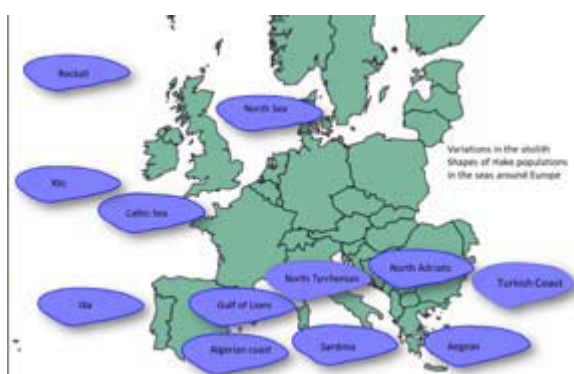 Rockall
North Sea
Variations in the otolith
Shapes of Hake populations
in the seas around Europe
Celtic Sea
North Adriatic
North Tyrrhenian
Turkish Coast
Gulf of Lions
Algerian coast
Sardinia
Aegean